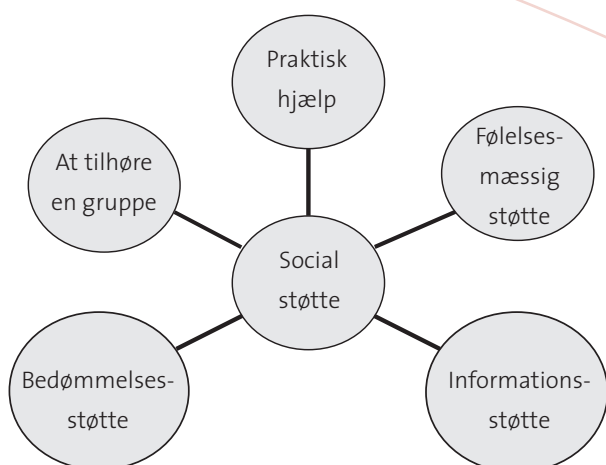 Praktisk
hjælp
Følelses-
mæssig
støtte
At tilhøre
en gruppe
Social
støtte
Bedømmelses-
støtte
Informations-
støtte